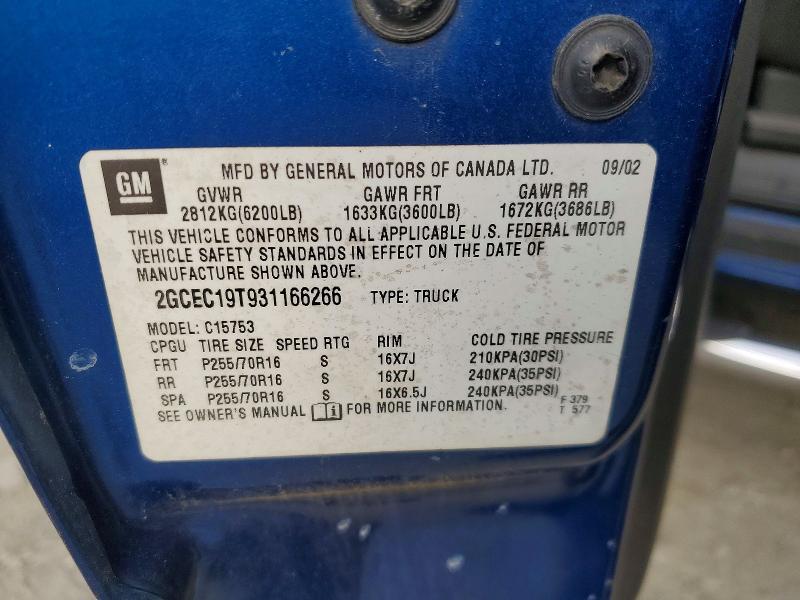 GM ® MFD BY GENERAL MOTORS OF CANADA LTD. 09/02
GVWR GAWR FRT GAWR RR
2812KG(6200LB) 1633KG(3600LB) 1672KG(3686LB)
THIS VEHICLE CONFORMS TO ALL APPLICABLE U.S. FEDERAL MOTOR
VEHICLE SAFETY STANDARDS IN EFFECT ON THE DATE OF
MANUFACTURE SHOWN ABOVE.
2GCEC19T931166266 TYPE: TRUCK
MODEL: C15753
CPGU TIRE SIZE SPEED RTG RIM COLD TIRE PRESSURE
FRT P255/70R16 S 16X7J 210KPA(30PSI)
RR P255/70R16 S 16X7J 240KPA(35PSI)
SPA P255/70R16 S 16X6.5J 240KPA(35PSI)
SEE OWNER'S MANUAL i FOR MORE INFORMATION. F 379
T 577